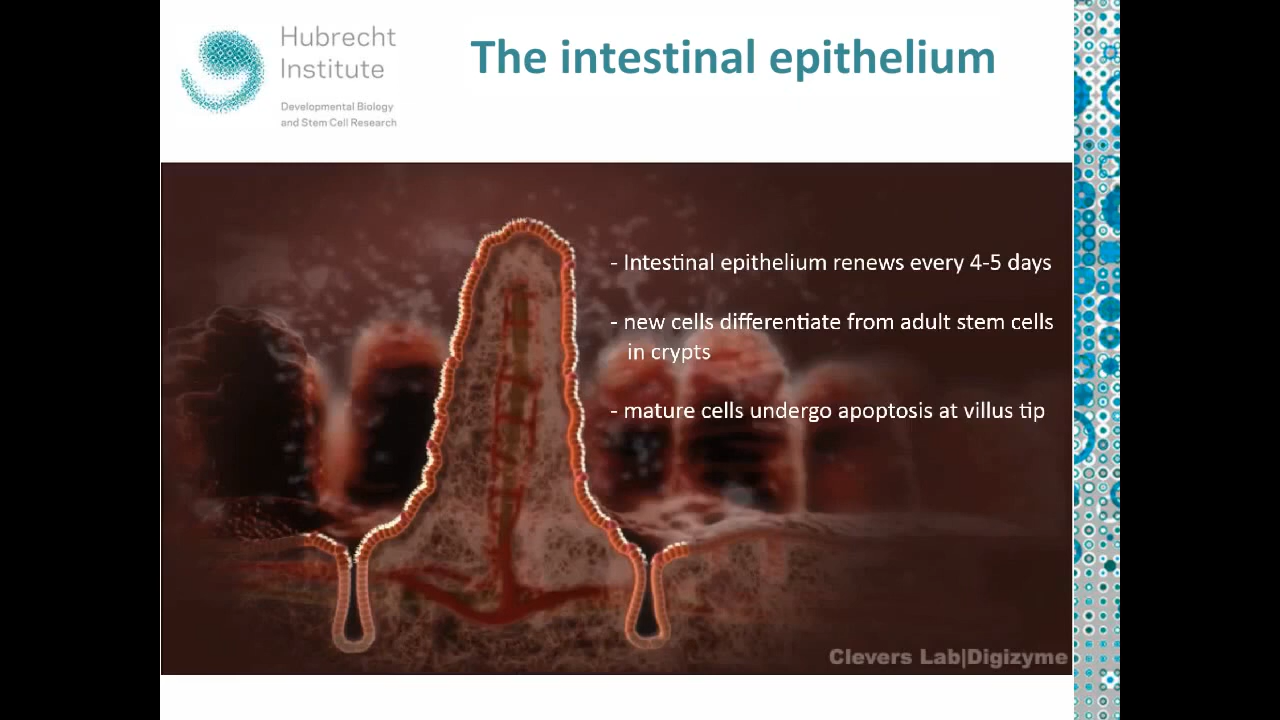 Hubrecht
Institute
Developmental Biology
and Stem Cell Research
The intestinal epithelium
- Intestinal epithelium renews every 4-5 days
- new cells differentiate from adult stem cells
in crypts
- mature cells undergo apoptosis at villus tip
Clevers Lab|Digizyme